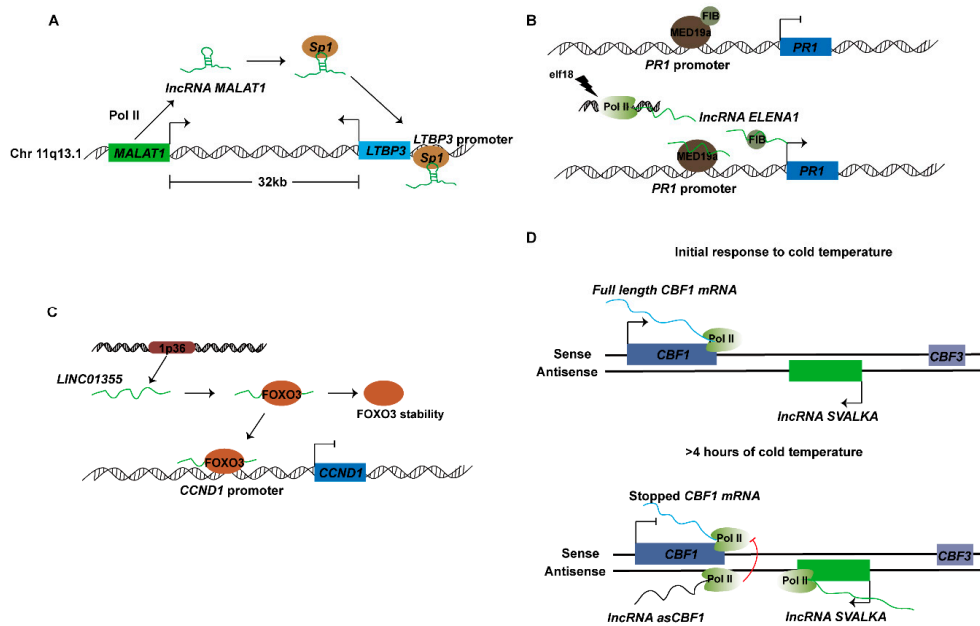 A
Sp1
lncRNA MALAT1
Pol II
LTBP3 promoter
Chr 11q13.1
MALAT1
LTBP3
Sp1
32kb
B
FIB
MED19a
PR1
PR1 promoter
elf18
Pol II
lncRNA ELENA1
FIB
MED19a
PR1
PR1 promoter
C
1p36
LINC01355
FOXO3
FOXO3 stability
FOXO3
CCND1
CCND1 promoter
D
Initial response to cold temperature
Full length CBF1 mRNA
Pol II
Sense
CBF1
CBF3
Antisense
lncRNA SVALKA
>4 hours of cold temperature
Stopped CBF1 mRNA
Pol II
Sense
CBF1
CBF3
Antisense
Pol II
Pol II
lncRNA asCBF1
lncRNA SVALKA